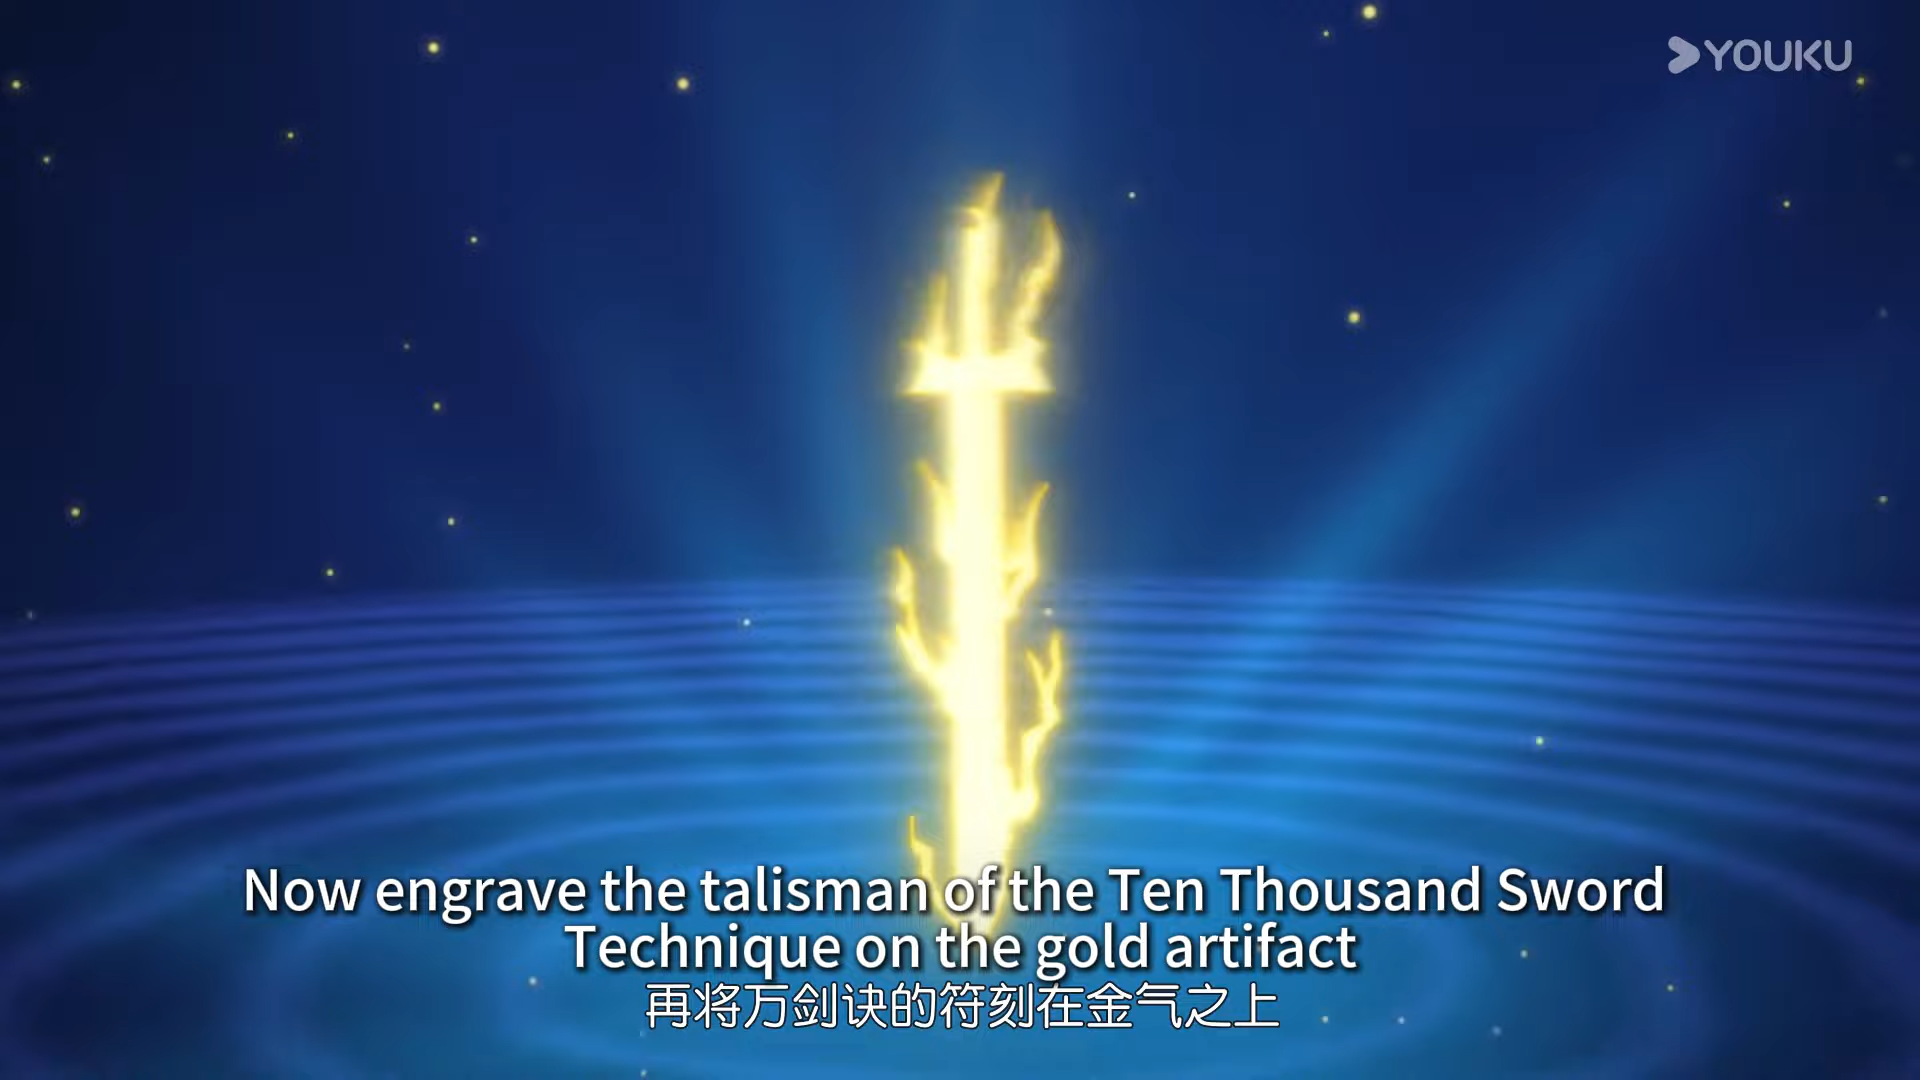 YOUKU
Now engrave the talisman of the Ten Thousand Sword
Technique on the gold artifact
再将万剑诀的符刻在金气之上